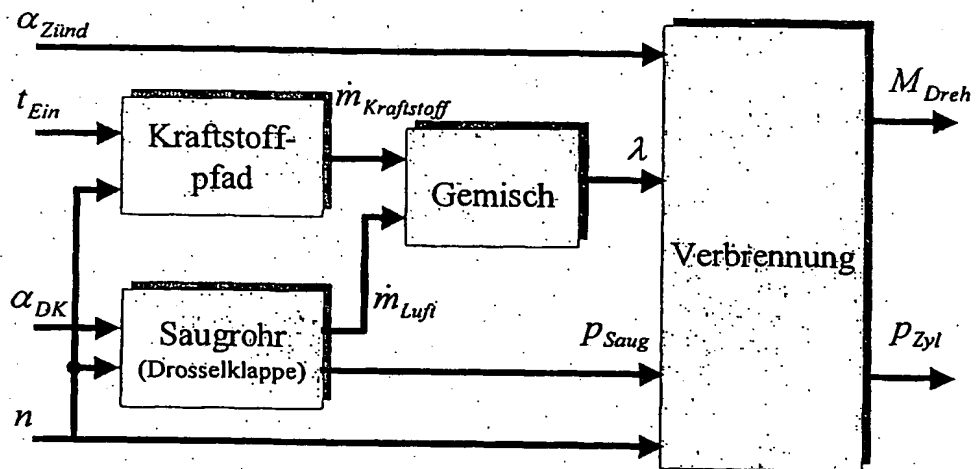 α_Zünd
t_Ein
ṁ_Kraftstoff
M_Dreh
Kraftstoff-
pfad
λ
Gemisch
Verbrennung
α_DK
Saugrohr
(Drosselklappe)
ṁ_Luft
p_Saug
p_Zyl
n